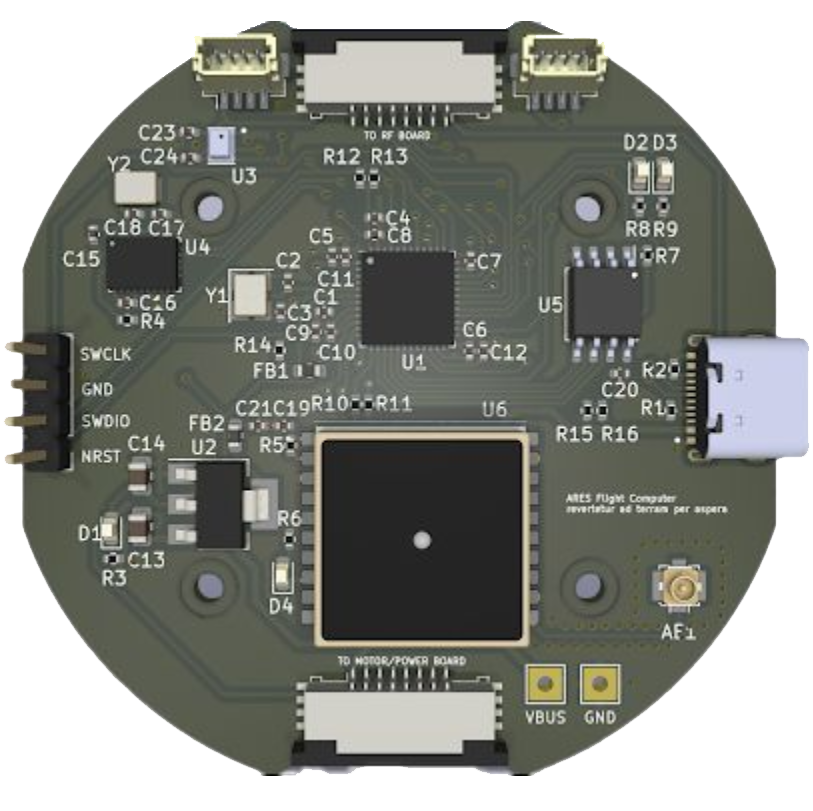 TO RF BOARD
C23
C24
U3
Y2
R12 R13
D2 D3
C18 C17
C4
C8
R8 R9
C15
U4
C5
C7
R7
C16
R4
C2
C11
Y1
C1
C3
U5
C9
C6
R14
C10
U1
C12
SWCLK
FB1
R2
GND
C20
R1
C21 C19
R10
R11
U6
SWDIO
FB2
R15 R16
C14
U2
R5
NRST
ARES Flight Computer
revertetur ad terram per aspera
D1
R6
C13
R3
D4
AF1
TO MOTOR/POWER BOARD
VBUS
GND